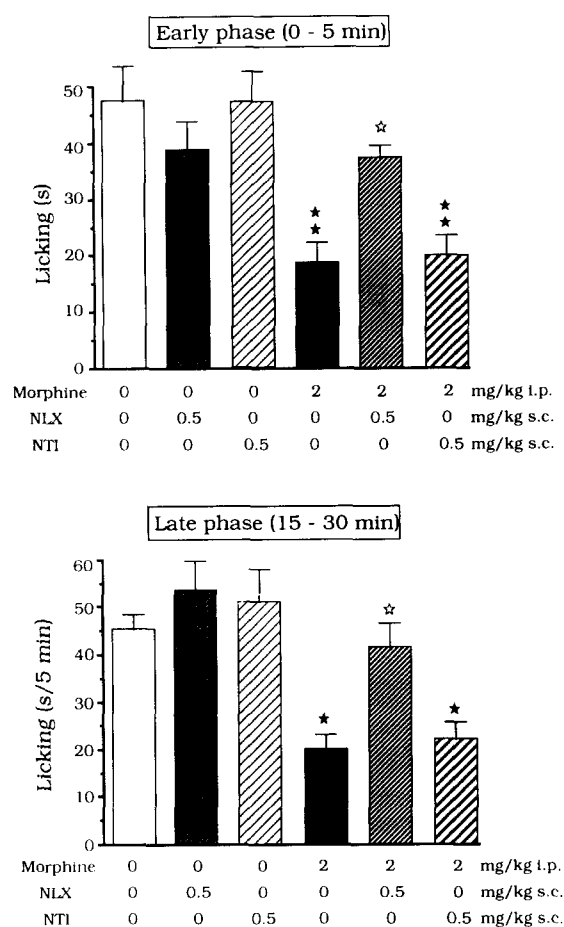 Early phase (0 - 5 min)
Licking (s)
50
40
30
20
10
0
★★ ☆ ★★
Morphine 0 0 0 2 2 2 mg/kg i.p.
NLX 0 0.5 0 0 0.5 0 mg/kg s.c.
NTI 0 0 0.5 0 0 0.5 mg/kg s.c.
Late phase (15 - 30 min)
Licking (s/5 min)
60
50
40
30
20
10
0
★ ☆ ★
Morphine 0 0 0 2 2 2 mg/kg i.p.
NLX 0 0.5 0 0 0.5 0 mg/kg s.c.
NTI 0 0 0.5 0 0 0.5 mg/kg s.c.